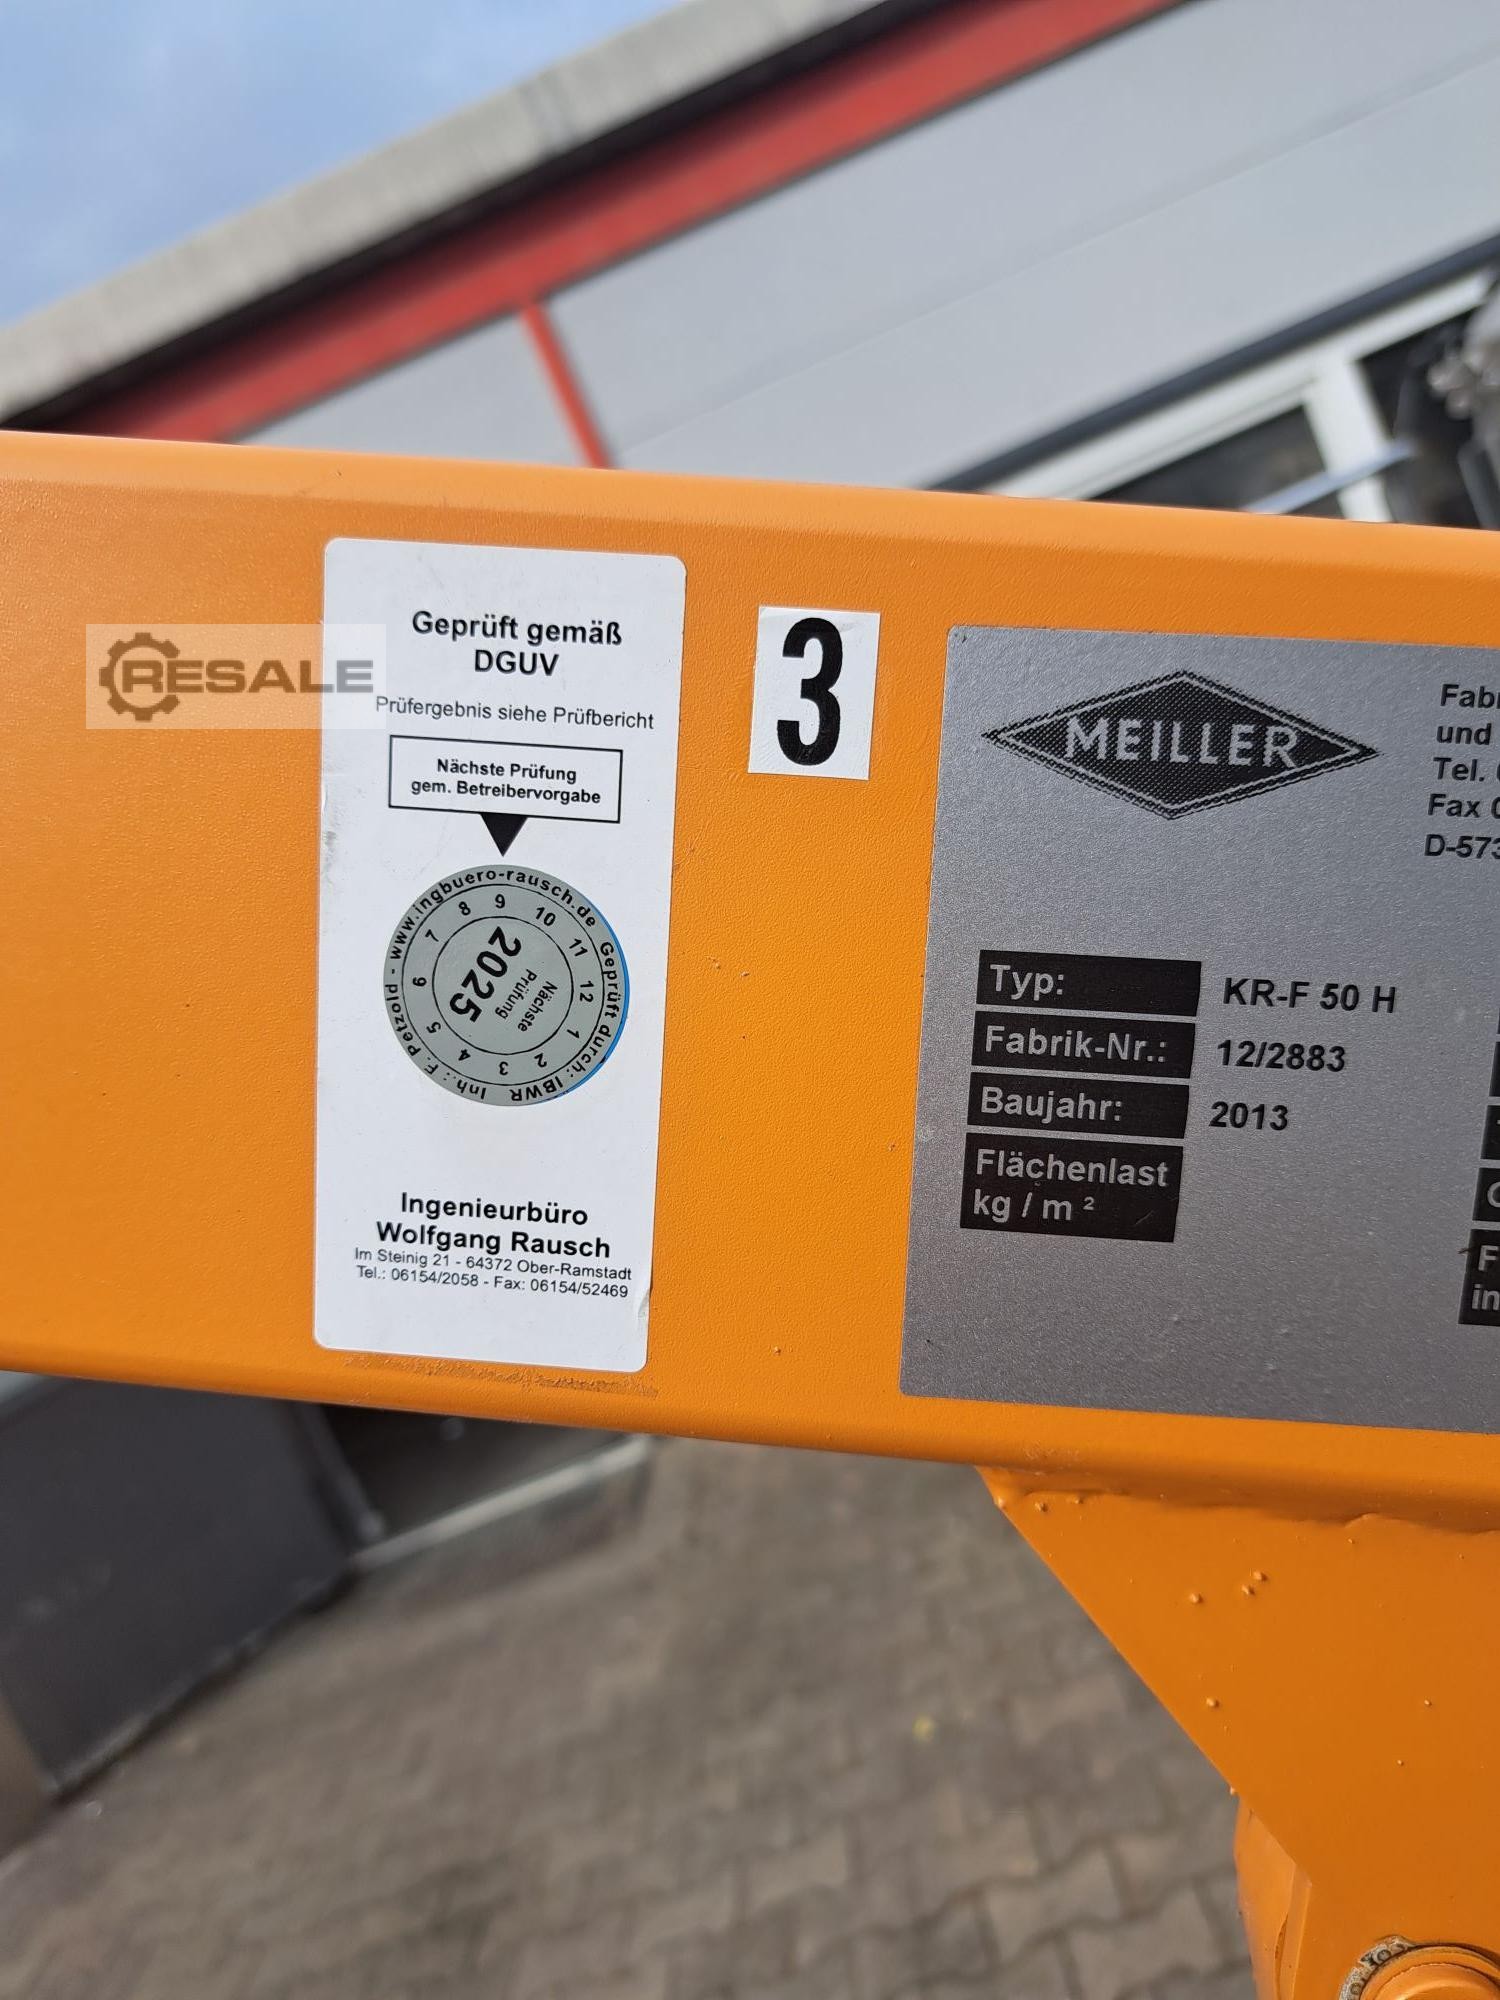 RESALE
Geprüft gemäß
DGUV
Prüfergebnis siehe Prüfbericht
Nächste Prüfung
gem. Betreibervorgabe
www.ingbuero-rausch.de Geprüft durch: IBWR Inh.: F. Petzold -
1 2 3 4 5 6 7 8 9 10 11 12
2025
Nächste
Prüfung
Ingenieurbüro
Wolfgang Rausch
Im Steinig 21 - 64372 Ober-Ramstadt
Tel.: 06154/2058 - Fax: 06154/52469
3
MEILLER
und
Tel.
Fax
D-573
Typ: KR-F 50 H
Fabrik-Nr.: 12/2883
Baujahr: 2013
Flächenlast
kg / m ²